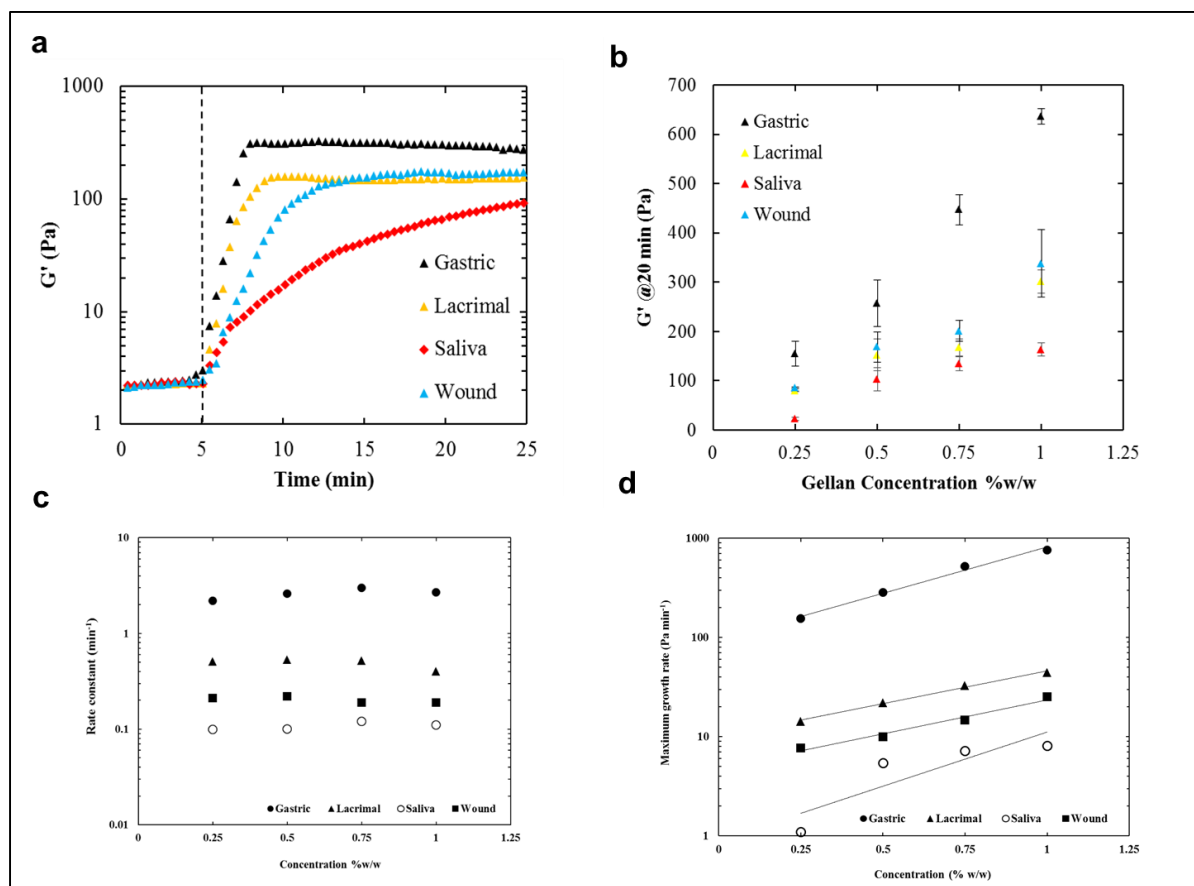 a
G' (Pa)
1000
100
10
1
0 5 10 15 20 25
Time (min)
Gastric
Lacrimal
Saliva
Wound
b
G' @20 min (Pa)
700
600
500
400
300
200
100
0
0 0.25 0.5 0.75 1 1.25
Gellan Concentration %w/w
Gastric
Lacrimal
Saliva
Wound
c
Rate constant (min-1)
10
1
0.1
0.01
0 0.25 0.5 0.75 1 1.25
Gastric Lacrimal Saliva Wound
Concentration %w/w
d
Maximum growth rate (Pa min-1)
1000
100
10
1
0 0.25 0.5 0.75 1 1.25
Gastric Lacrimal Saliva Wound
Concentration (% w/w)